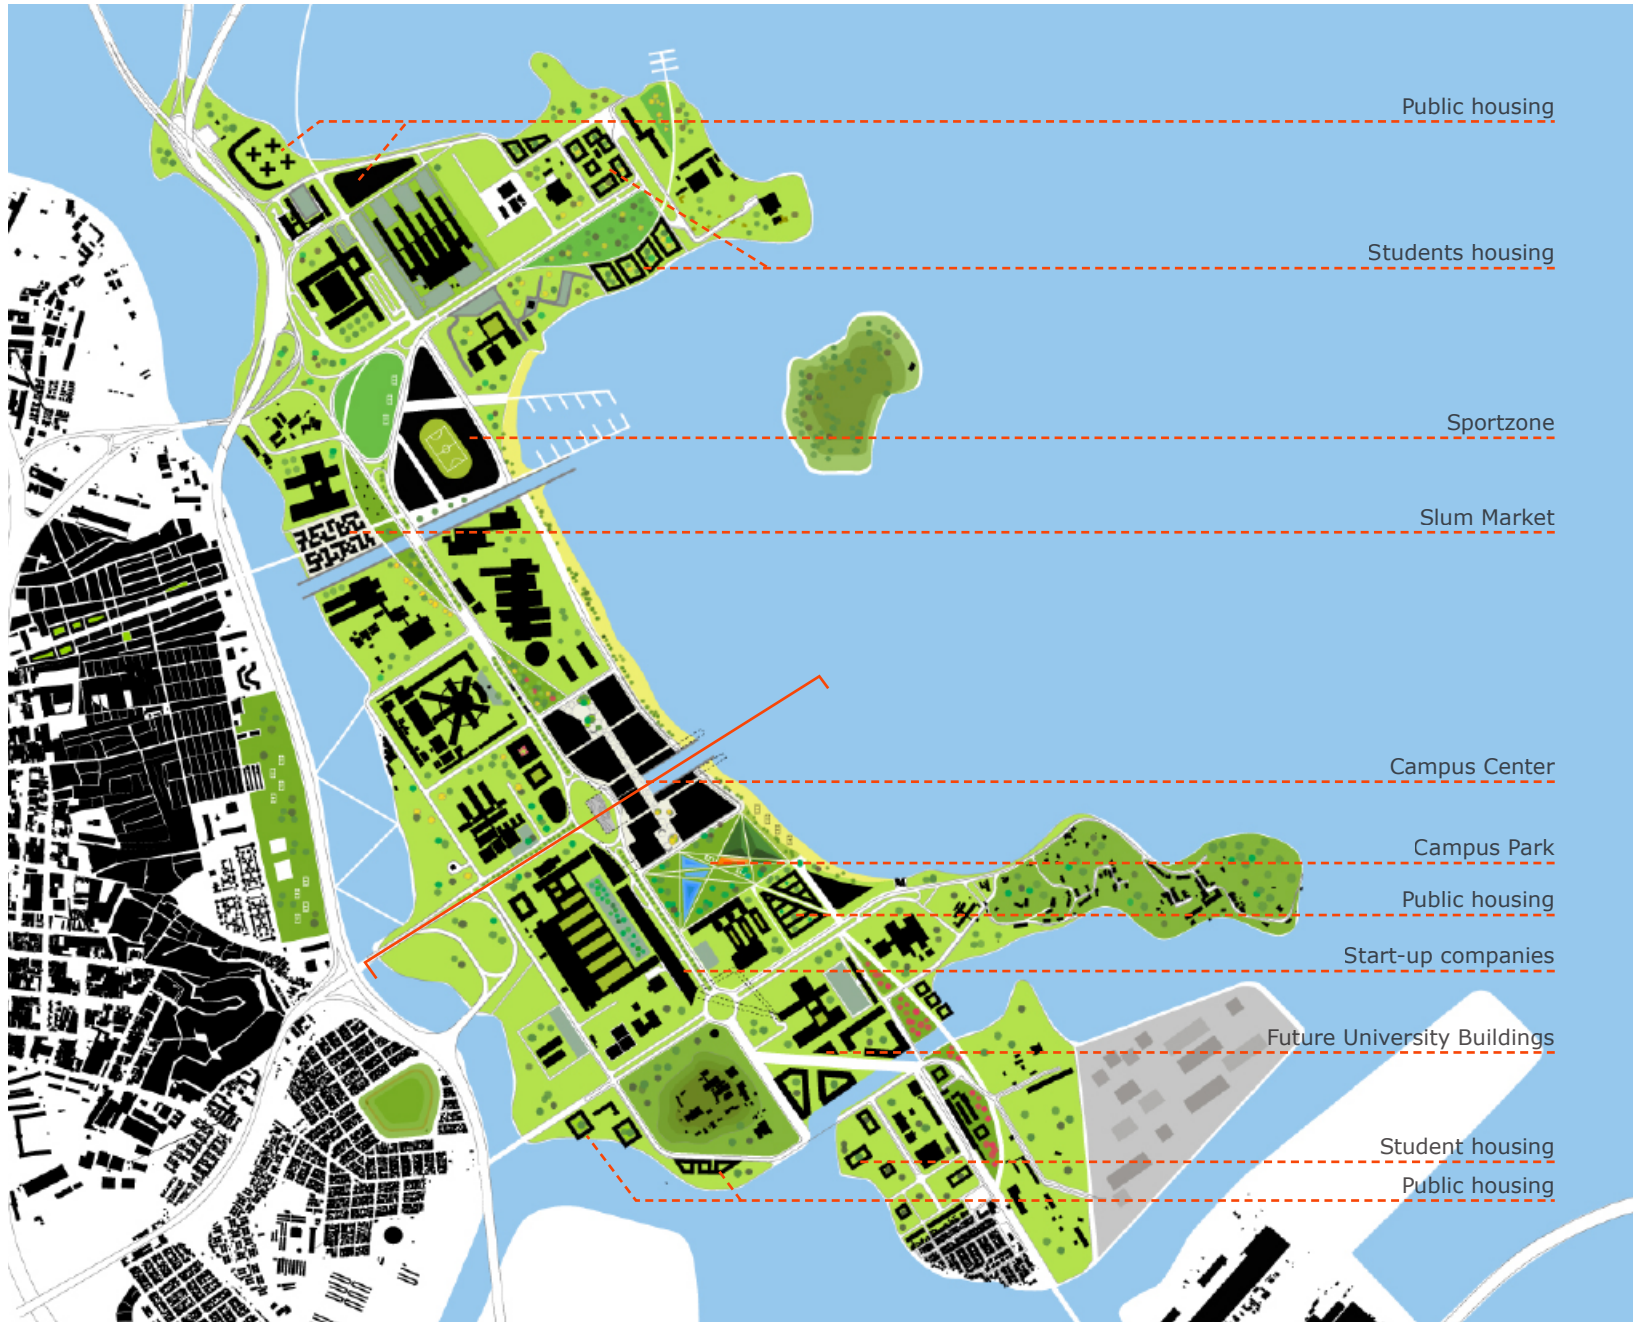 Public housing
Students housing
Sportzone
Slum Market
Campus Center
Campus Park
Public housing
Start-up companies
Future University Buildings
Student housing
Public housing